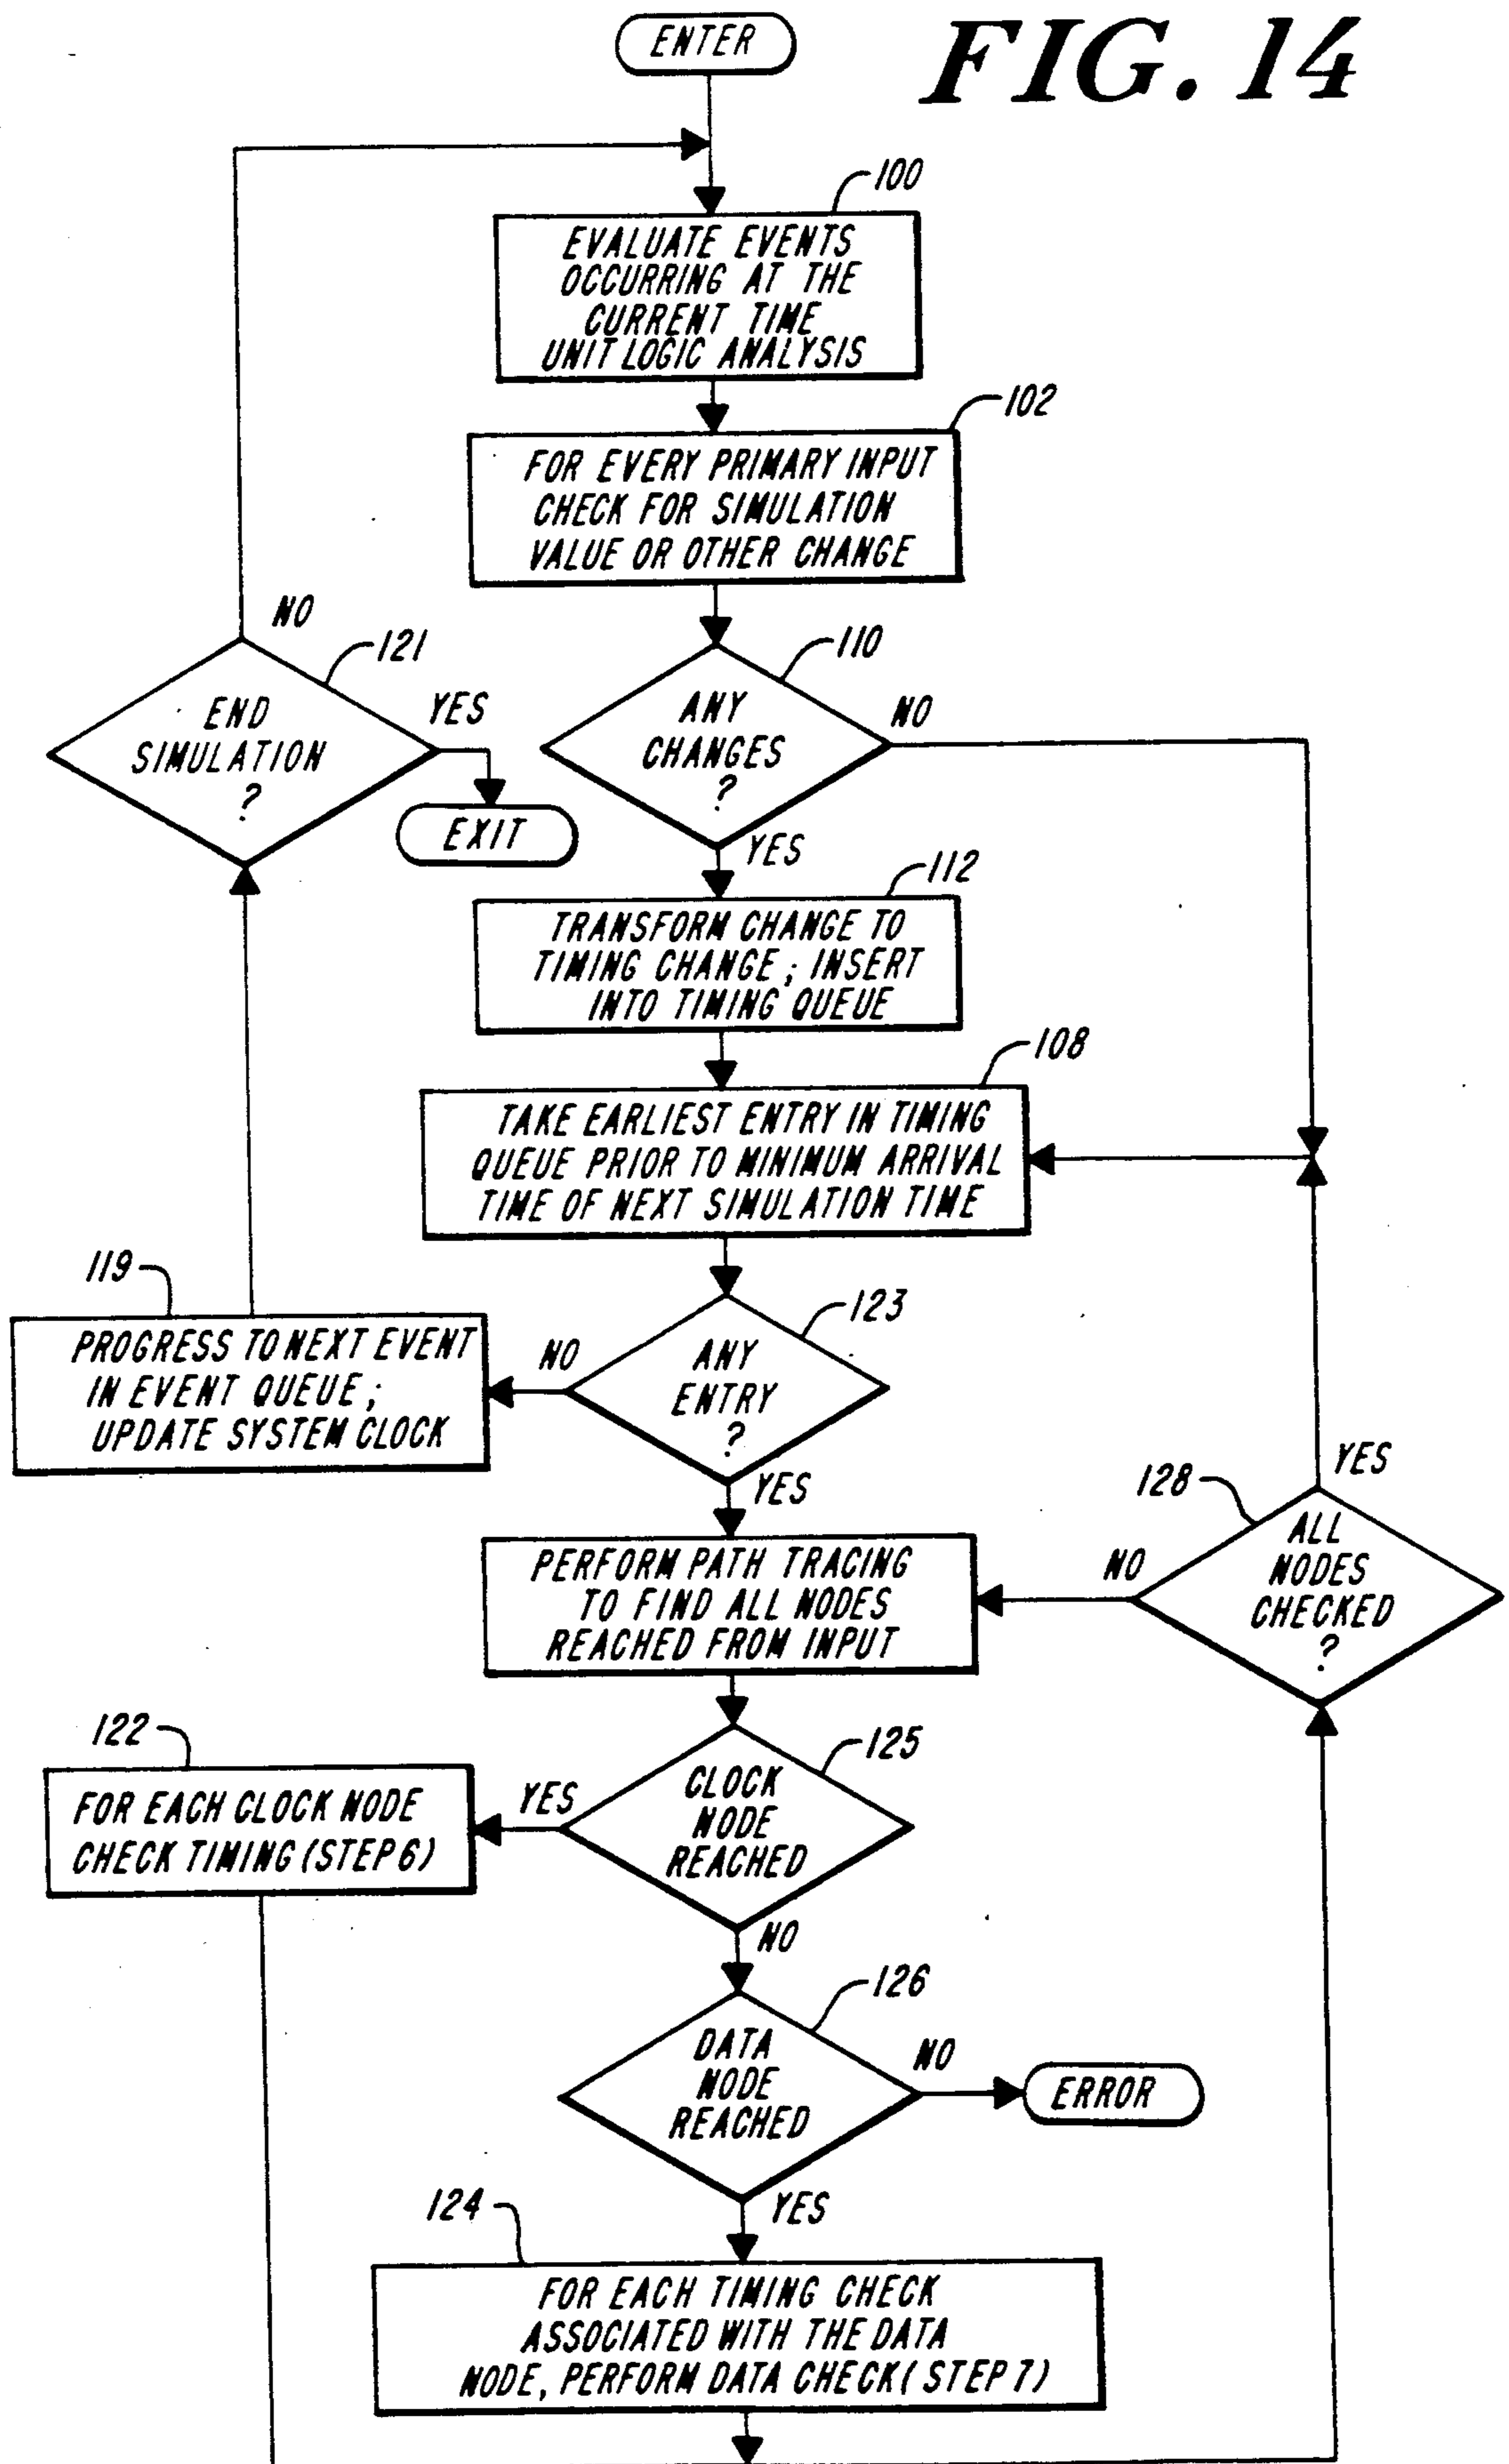 ENTER
FIG. 14
100
EVALUATE EVENTS
OCCURRING AT THE
CURRENT TIME
UNIT LOGIC ANALYSIS
102
FOR EVERY PRIMARY INPUT
CHECK FOR SIMULATION
VALUE OR OTHER CHANGE
NO
121
END
SIMULATION
?
YES
EXIT
110
ANY
CHANGES
?
NO
YES
112
TRANSFORM CHANGE TO
TIMING CHANGE; INSERT
INTO TIMING QUEUE
108
TAKE EARLIEST ENTRY IN TIMING
QUEUE PRIOR TO MINIMUM ARRIVAL
TIME OF NEXT SIMULATION TIME
119
PROGRESS TO NEXT EVENT
IN EVENT QUEUE;
UPDATE SYSTEM CLOCK
NO
123
ANY
ENTRY
?
YES
PERFORM PATH TRACING
TO FIND ALL NODES
REACHED FROM INPUT
NO
128
YES
ALL
NODES
CHECKED
?
122
FOR EACH CLOCK NODE
CHECK TIMING (STEP 6)
YES
125
CLOCK
NODE
REACHED
NO
126
DATA
NODE
REACHED
NO
ERROR
YES
124
FOR EACH TIMING CHECK
ASSOCIATED WITH THE DATA
NODE, PERFORM DATA CHECK (STEP 7)